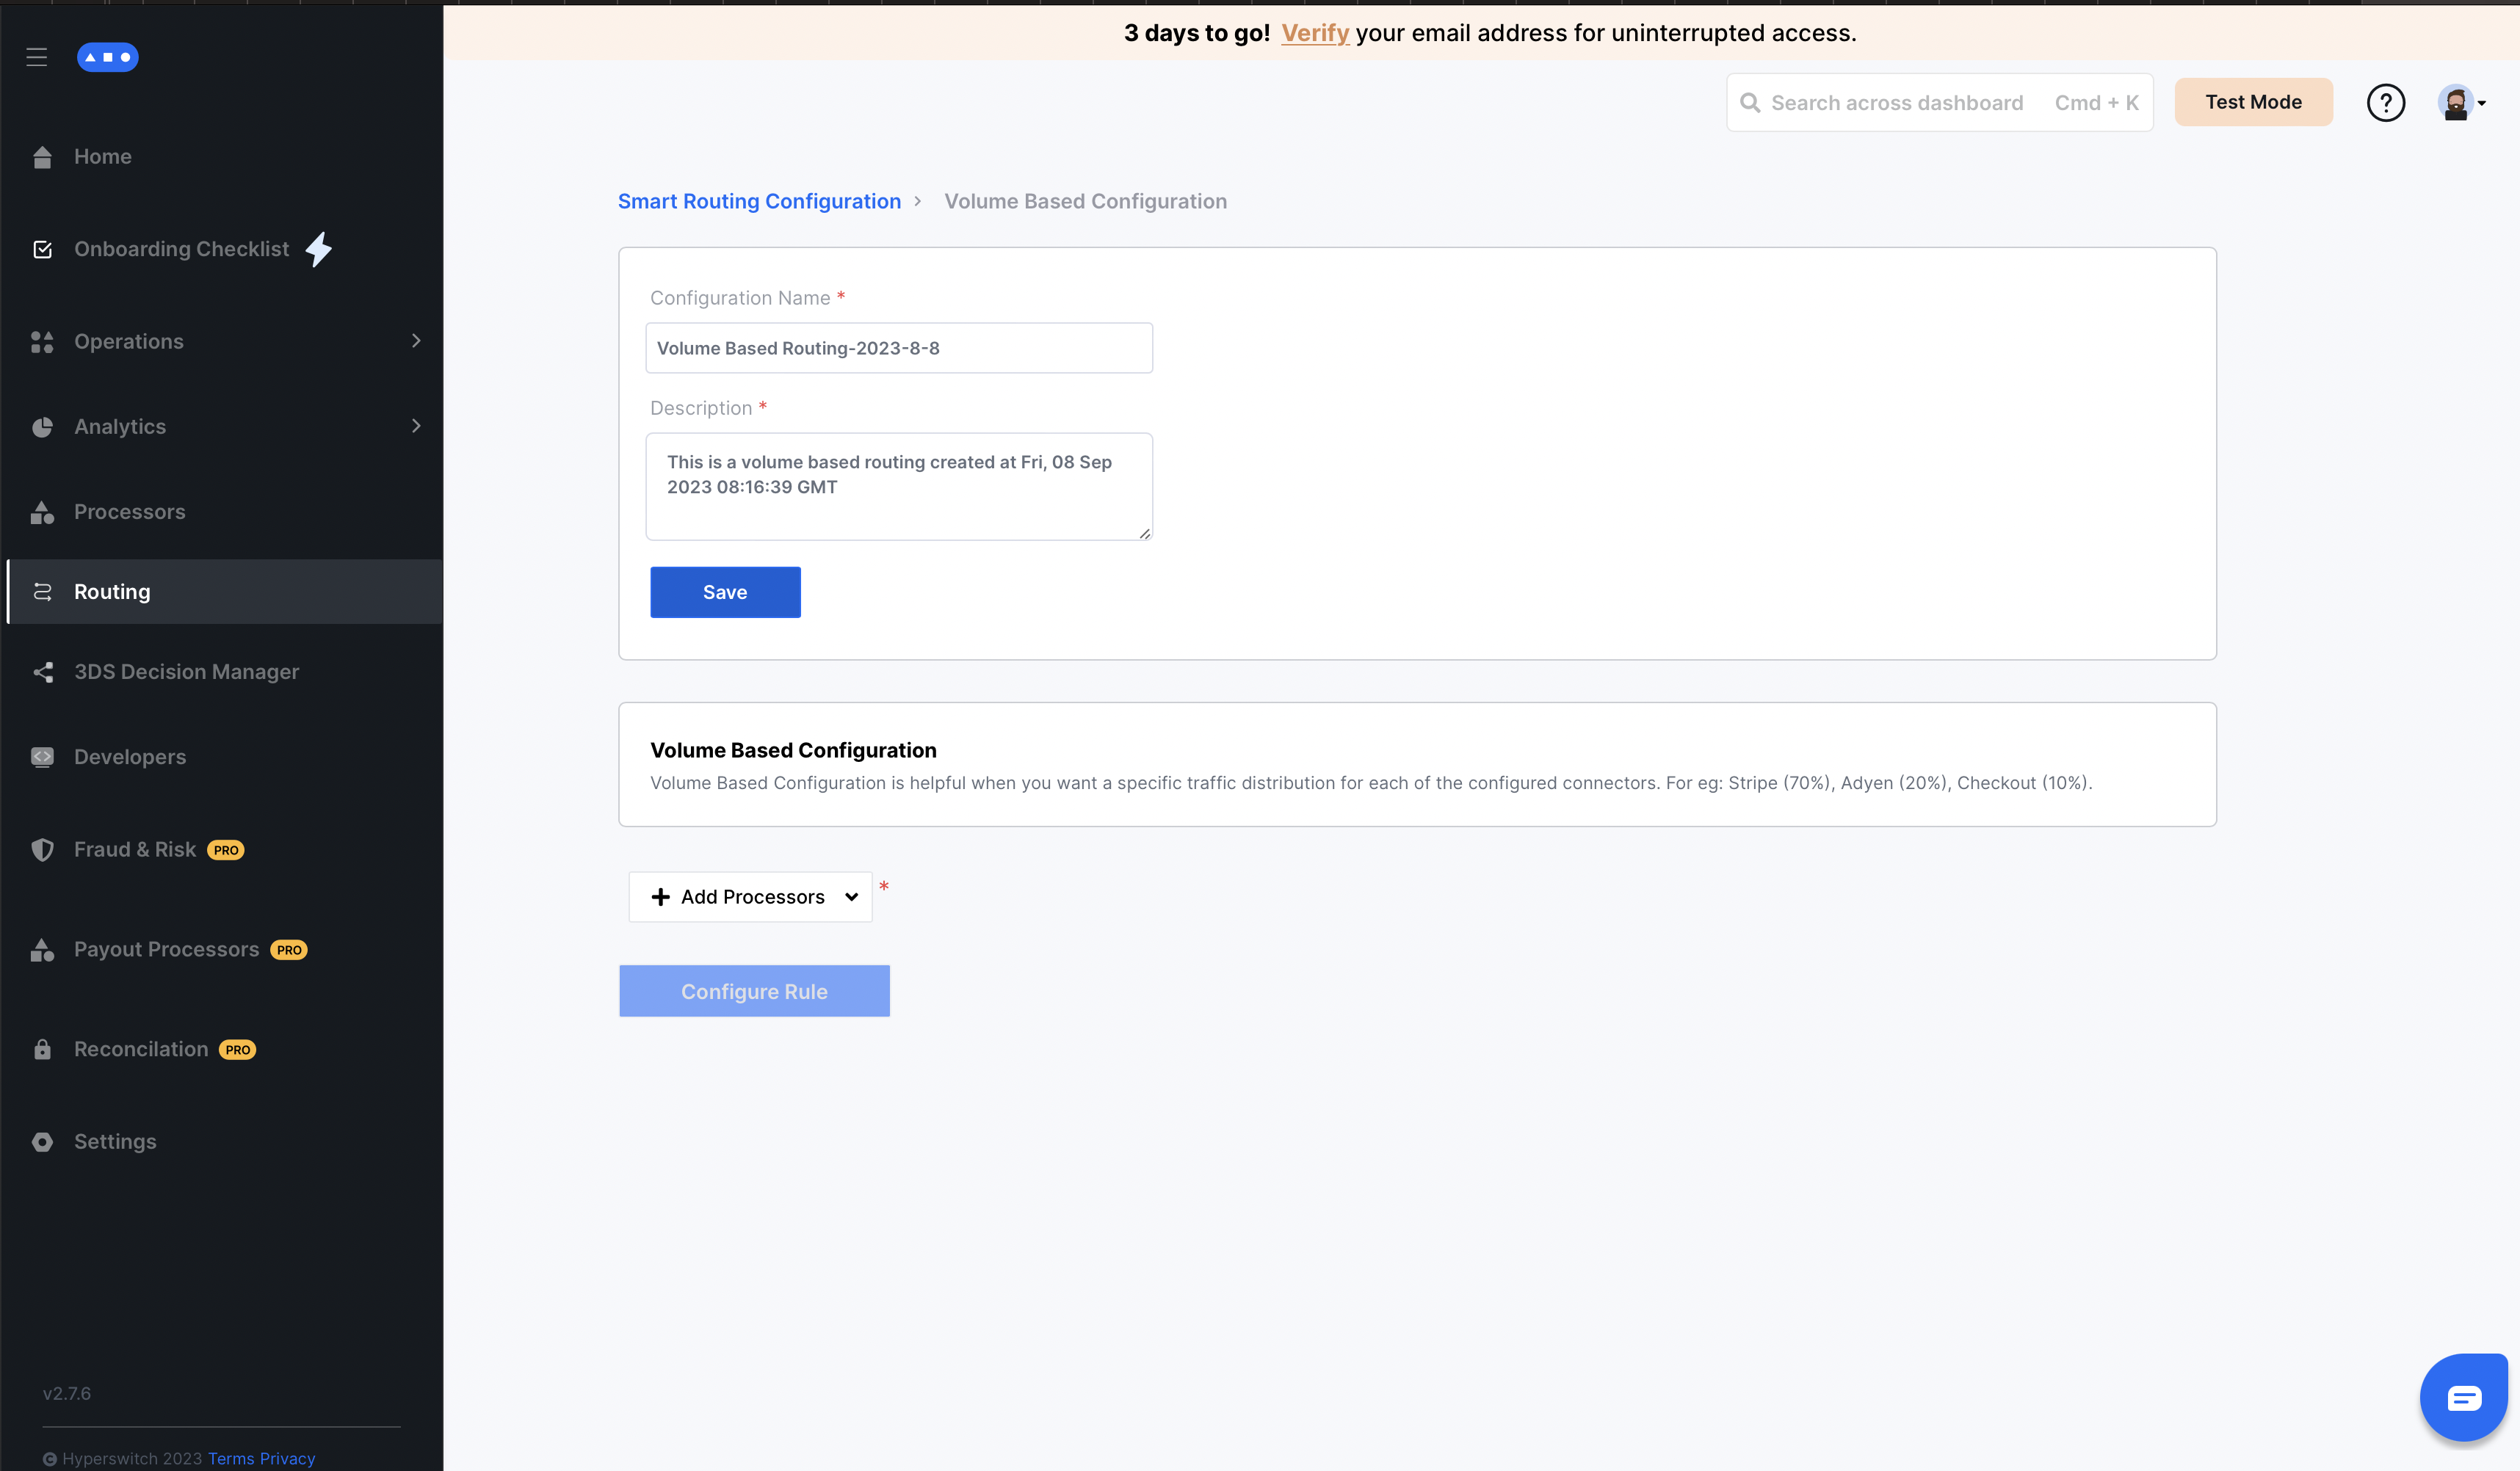 3 days to go! Verify your email address for uninterrupted access.
Search across dashboard Cmd + K
Test Mode
?
Home
Onboarding Checklist
Operations
Analytics
Processors
Routing
3DS Decision Manager
Developers
Fraud & Risk PRO
Payout Processors PRO
Reconcilation PRO
Settings
v2.7.6
© Hyperswitch 2023 Terms Privacy
Smart Routing Configuration > Volume Based Configuration
Configuration Name *
Volume Based Routing-2023-8-8
Description *
This is a volume based routing created at Fri, 08 Sep
2023 08:16:39 GMT
Save
Volume Based Configuration
Volume Based Configuration is helpful when you want a specific traffic distribution for each of the configured connectors. For eg: Stripe (70%), Adyen (20%), Checkout (10%).
+ Add Processors *
Configure Rule